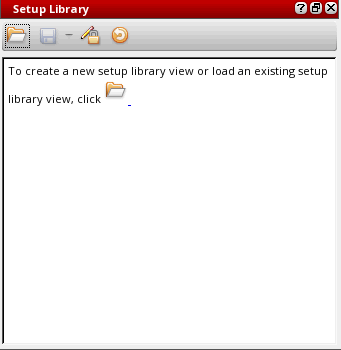 Setup Library
To create a new setup library view or load an existing setup
library view, click